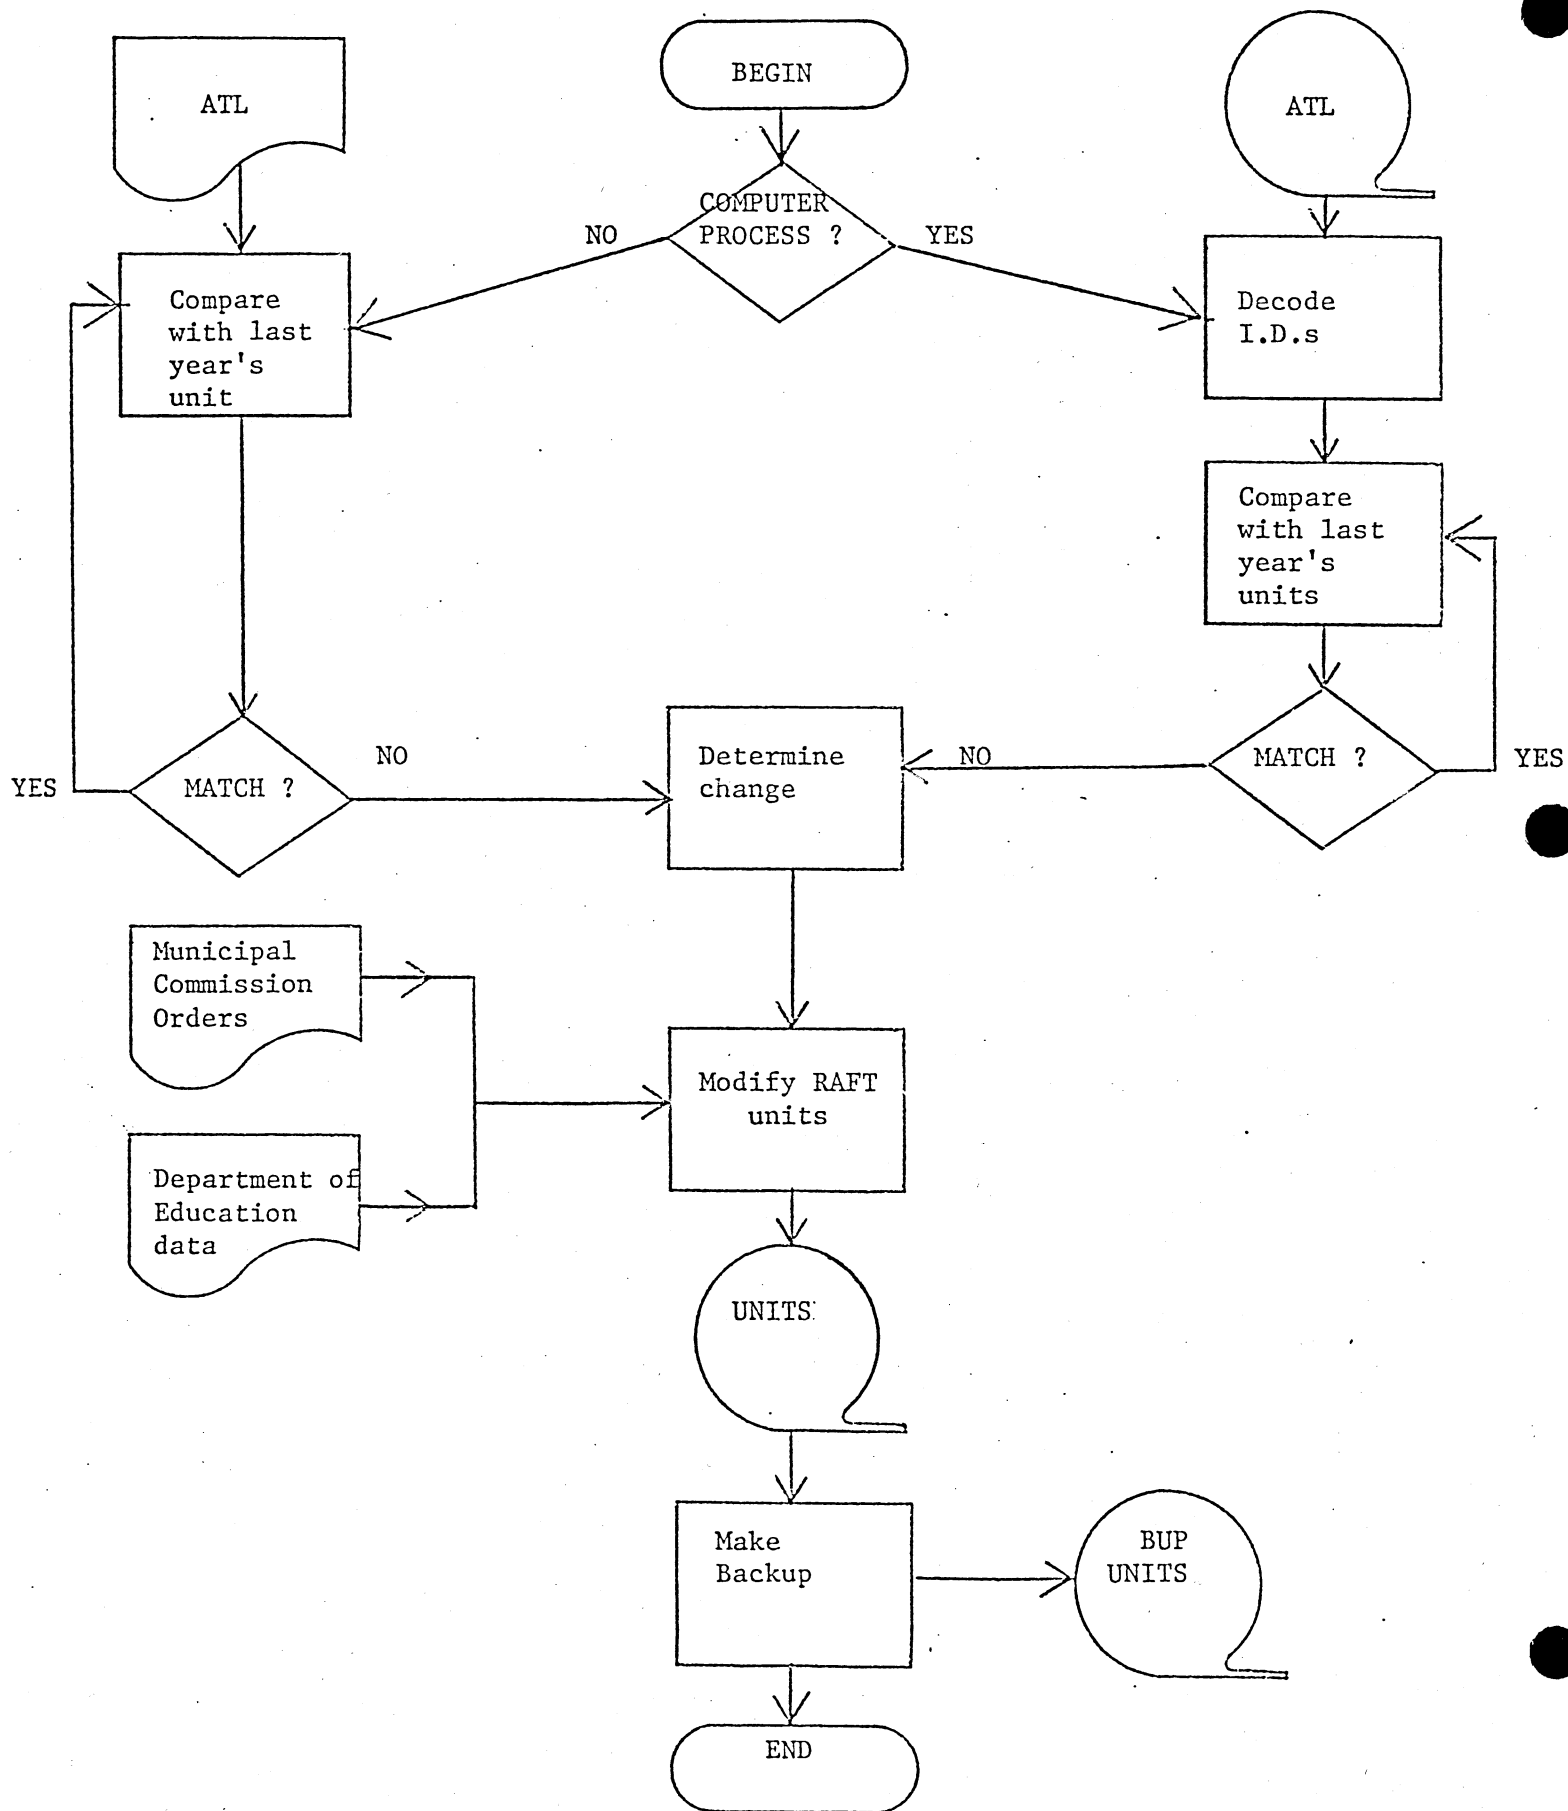 BEGIN
ATL
ATL
COMPUTER
PROCESS ?
NO
YES
Compare
with last
year's
unit
Decode
I.D.s
Compare
with last
year's
units
YES
MATCH ?
NO
Determine
change
NO
MATCH ?
YES
Municipal
Commission
Orders
Modify RAFT
units
Department of
Education
data
UNITS
Make
Backup
BUP
UNITS
END